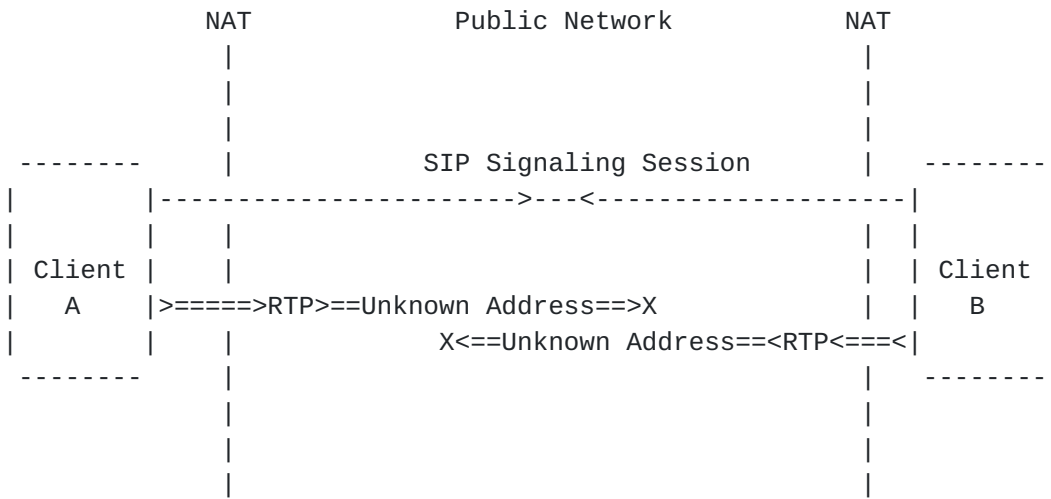 NAT Public Network NAT
SIP Signaling Session
Client Client
A >=====>RTP>==Unknown Address==>X B
X<==Unknown Address==<RTP<===<